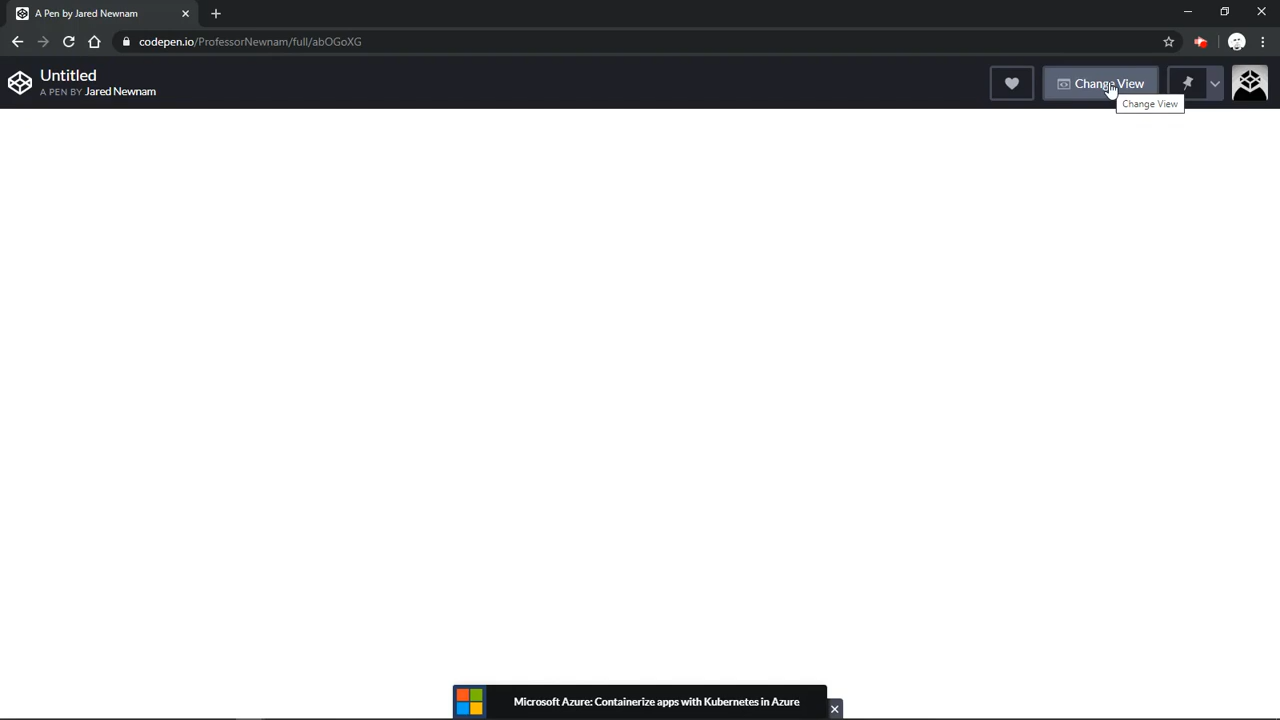 A Pen by Jared Newnam
codepen.io/ProfessorNewnam/full/abOGoXG
Untitled
A PEN BY Jared Newnam
Change View
Change View
Microsoft Azure: Containerize apps with Kubernetes in Azure